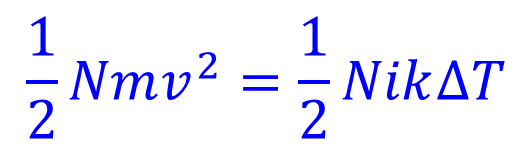 1/2 Nmv² = 1/2 NikΔT